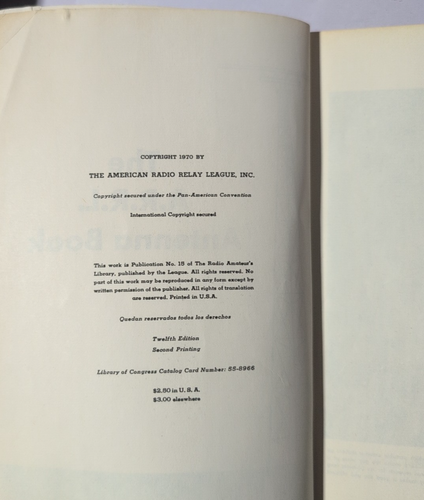 COPYRIGHT 1970 BY
THE AMERICAN RADIO RELAY LEAGUE, INC.
Copyright secured under the Pan-American Convention
International Copyright secured
This work is Publication No. 15 of The Radio Amateur's
Library, published by the League. All rights reserved. No
part of this work may be reproduced in any form except by
written permission of the publisher. All rights of translation
are reserved. Printed in U.S.A.
Quedan reservados todos los derechos
Twelfth Edition
Second Printing
Library of Congress Catalog Card Number: 55-8966
$2.50 in U. S. A.
$3.00 elsewhere